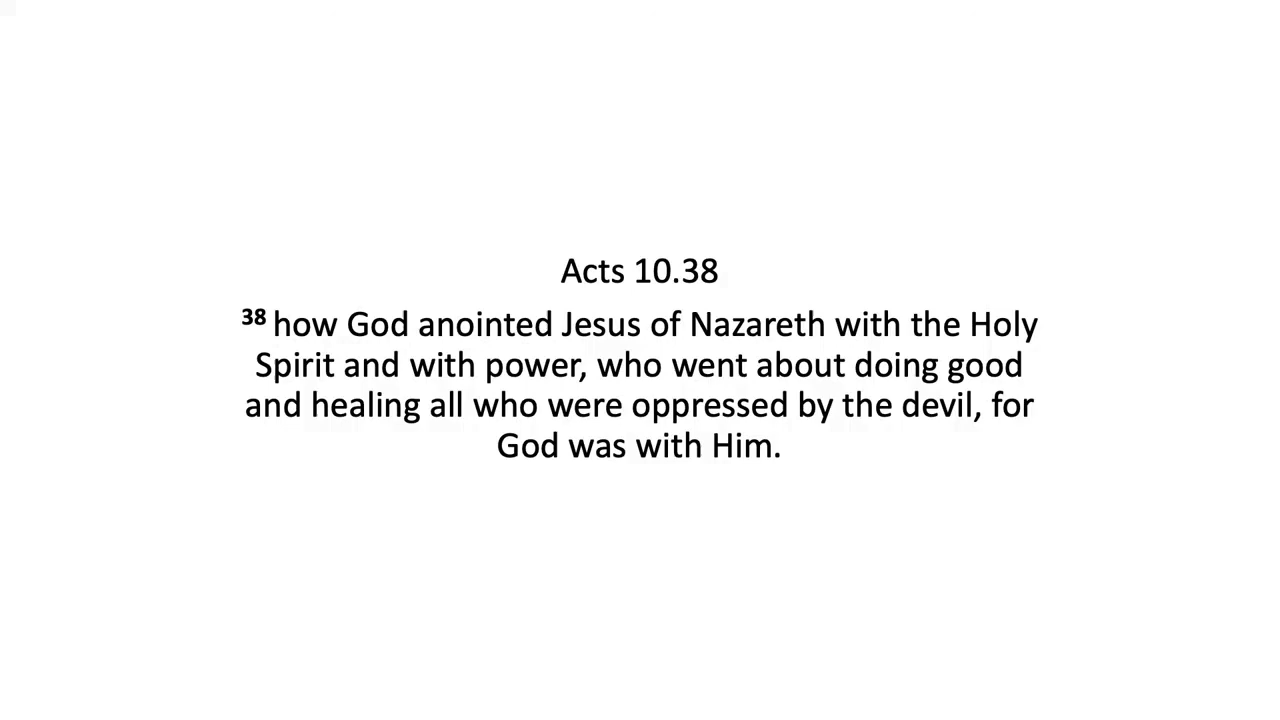 Acts 10.38
38 how God anointed Jesus of Nazareth with the Holy
Spirit and with power, who went about doing good
and healing all who were oppressed by the devil, for
God was with Him.